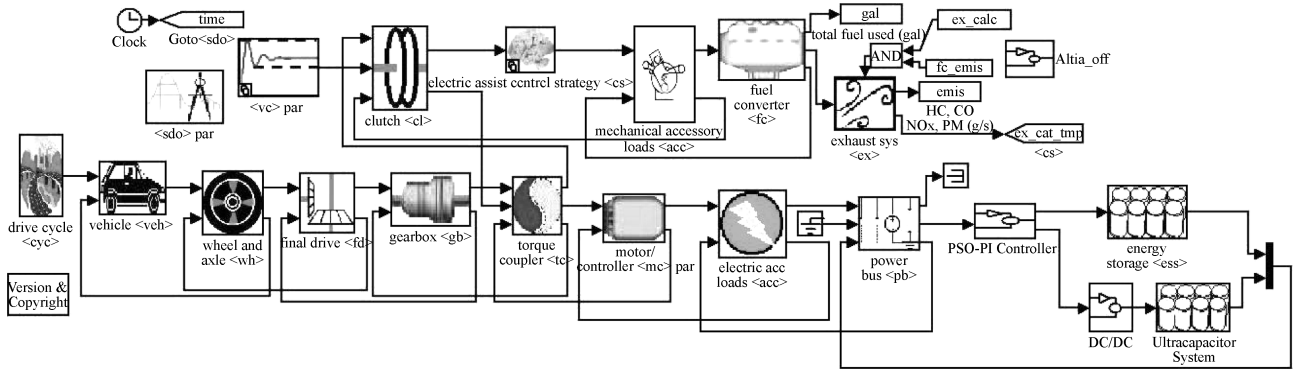 time
Clock
Goto<sdo>
<vc> par
<sdo> par
clutch <cl>
electric assist centrel strategy <cs>
mechanical accessory
loads <acc>
fuel
converter
<fc>
gal
total fuel used (gal)
ex_calc
AND
fc_emis
emis
HC, CO
NOx, PM (g/s)
exhaust sys
<ex>
ex_cat_tmp
<cs>
Altia_off
drive cycle
<cyc>
vehicle <veh>
wheel and
axle <wh>
final drive <fd>
gearbox <gb>
torque
coupler <tc>
motor/
controller <mc> par
electric acc
loads <acc>
power
bus <pb>
PSO-PI Controller
energy
storage <ess>
DC/DC
Ultracapacitor
System
Version &
Copyright